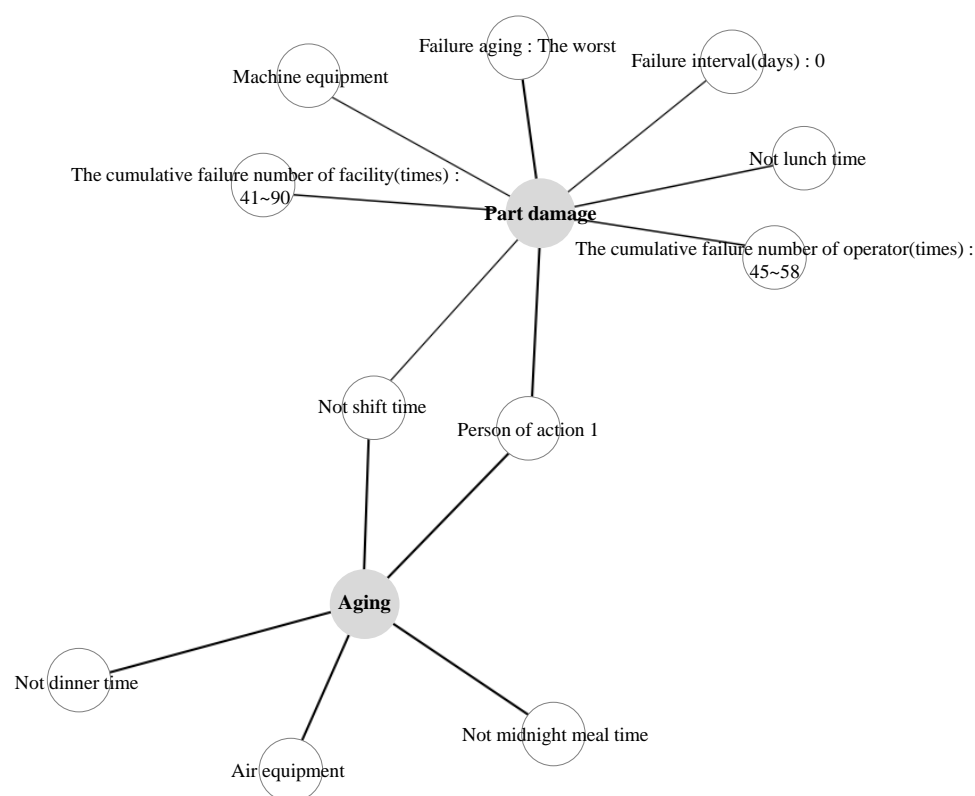 Failure aging : The worst
Failure interval(days) : 0
Machine equipment
Not lunch time
The cumulative failure number of facility(times) :
41~90
Part damage
The cumulative failure number of operator(times) :
45~58
Not shift time
Person of action 1
Aging
Not dinner time
Not midnight meal time
Air equipment